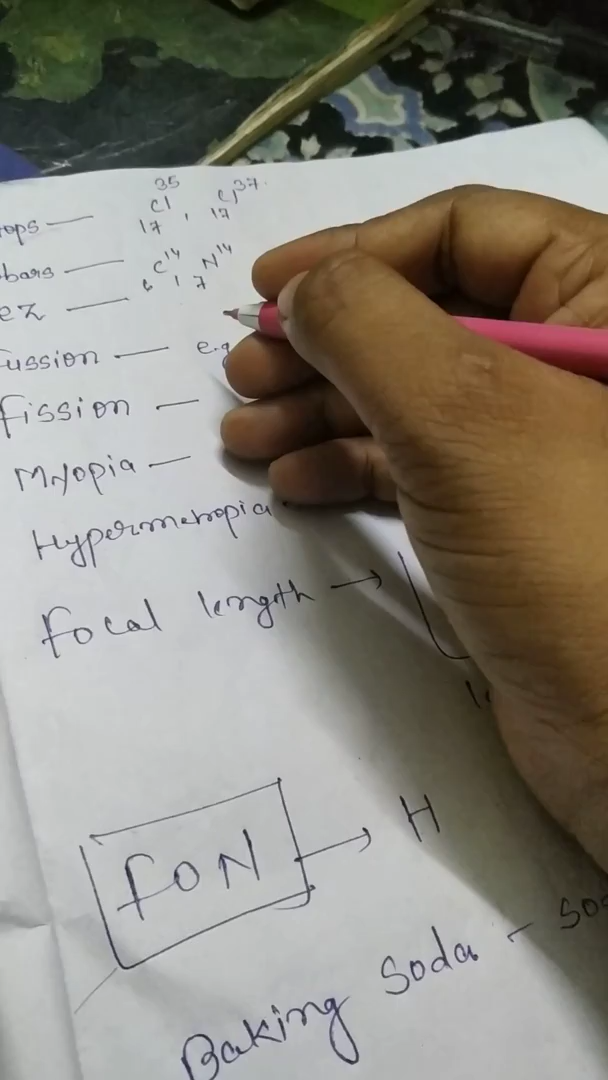 35 37
ops — Cl , Cl
17 17
bars — C14 , N14
6 7
ez —
fussion — e.g
fission —
Myopia —
Hypermetropia
Focal length →
FON → H
Baking Soda - So